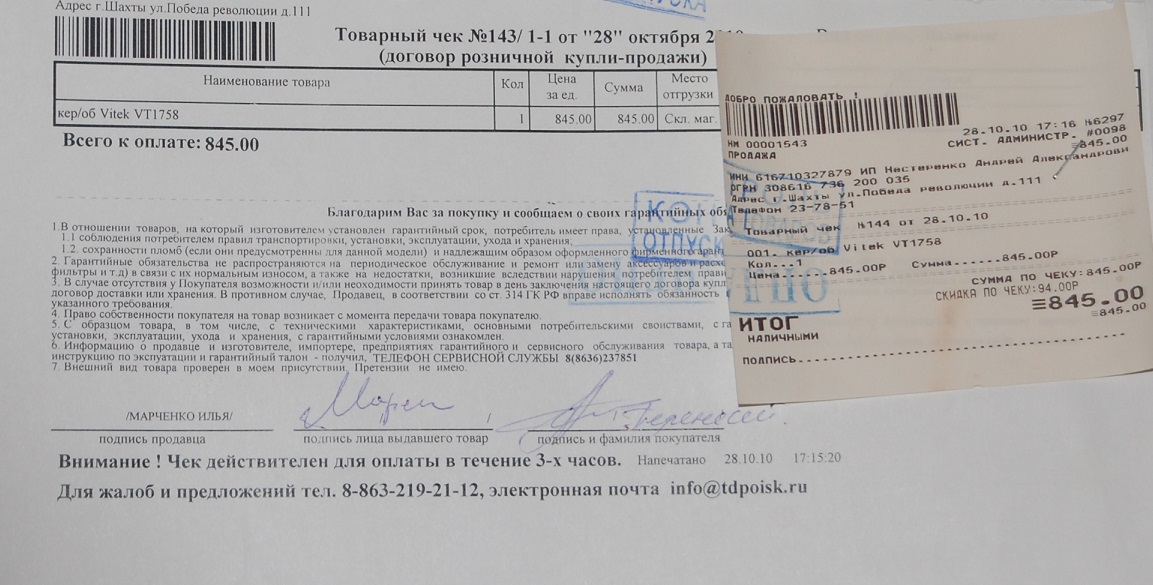 Адрес г.Шахты ул.Победа революции д.111
Товарный чек №143/ 1-1 от "28" октября
(договор розничной купли-продажи)
Наименование товара Кол Цена за ед. Сумма Место отгрузки
кер/об Vitek VT1758 1 845.00 845.00 Скл. маг.
Всего к оплате: 845.00
Благодарим Вас за покупку и сообщаем о своих гарантийных
1.В отношении товаров, на который изготовителем установлен гарантийный срок, потребитель имеет права, установленные
1.1 соблюдения потребителем правил транспортировки, установки, эксплуатации, ухода и хранения;
1.2. сохранности пломб (если они предусмотренны для данной модели) и надлежащим образом оформленного фирменного
2. Гарантийные обязательства не распространяются на периодическое обслуживание и ремонт или замену аксессуаров и
фильтры и т.д) в связи с их нормальным износом, а также на недостатки, возникшие вследствии нарушения потребителем
3. В случае отсутствия у Покупателя возможности и/или неоходимости принять товар в день заключения настоящего договора
договор доставки или хранения. В противном случае, Продавец, в соответствии со ст. 314 ГК РФ вправе исполнять обязанность
указанного требования.
4. Право собственности покупателя на товар возникает с момента передачи товара покупателю.
5. С образцом товара, в том числе, с техническими характеристиками, основными потребительскими своиствами, с
установки, эксплуатации, ухода и хранения, с гарантийными условиями ознакомлен.
6. Информацию о продавце и изготовителе, импортере, предприятиях гарантийного и сервисного обслуживания товара, а
инструкцию по экспуатации и гарантийный талон - получил, ТЕЛЕФОН СЕРВИСНОЙ СЛУЖБЫ 8(8636)237851
7. Внешний вид товара проверен в моем присутствии. Претензии не имею.
/МАРЧЕНКО ИЛЬЯ/
подпись продавца подпись лица выдавшего товар подпись и фамилия покупателя
Внимание ! Чек действителен для оплаты в течение 3-х часов. Напечатано 28.10.10 17:15:20
Для жалоб и предложений тел. 8-863-219-21-12, электронная почта info@tdpoisk.ru
ОТПУСК
ДОБРО ПОЖАЛОВАТЬ !
28.10.10 17:16 №6297
НМ 00001543 СИСТ. АДМИНИСТР. #0098
ПРОДАЖА ≡845.00
ИНН 616710327879 ИП Нестеренко Андрей Александрови
ОГРН 308616 736 200 035
Адрес г.Шахты ул.Победа революции д.111
Телефон 23-78-51
Товарный чек №144 от 28.10.10
001. кер/об Vitek VT1758
Кол...1 Сумма......845.00Р
Цена......845.00Р
СУММА ПО ЧЕКУ:845.00Р
СКИДКА ПО ЧЕКУ:94.00Р
ИТОГ ≡845.00
НАЛИЧНЫМИ ≡845.00
ПОДПИСЬ